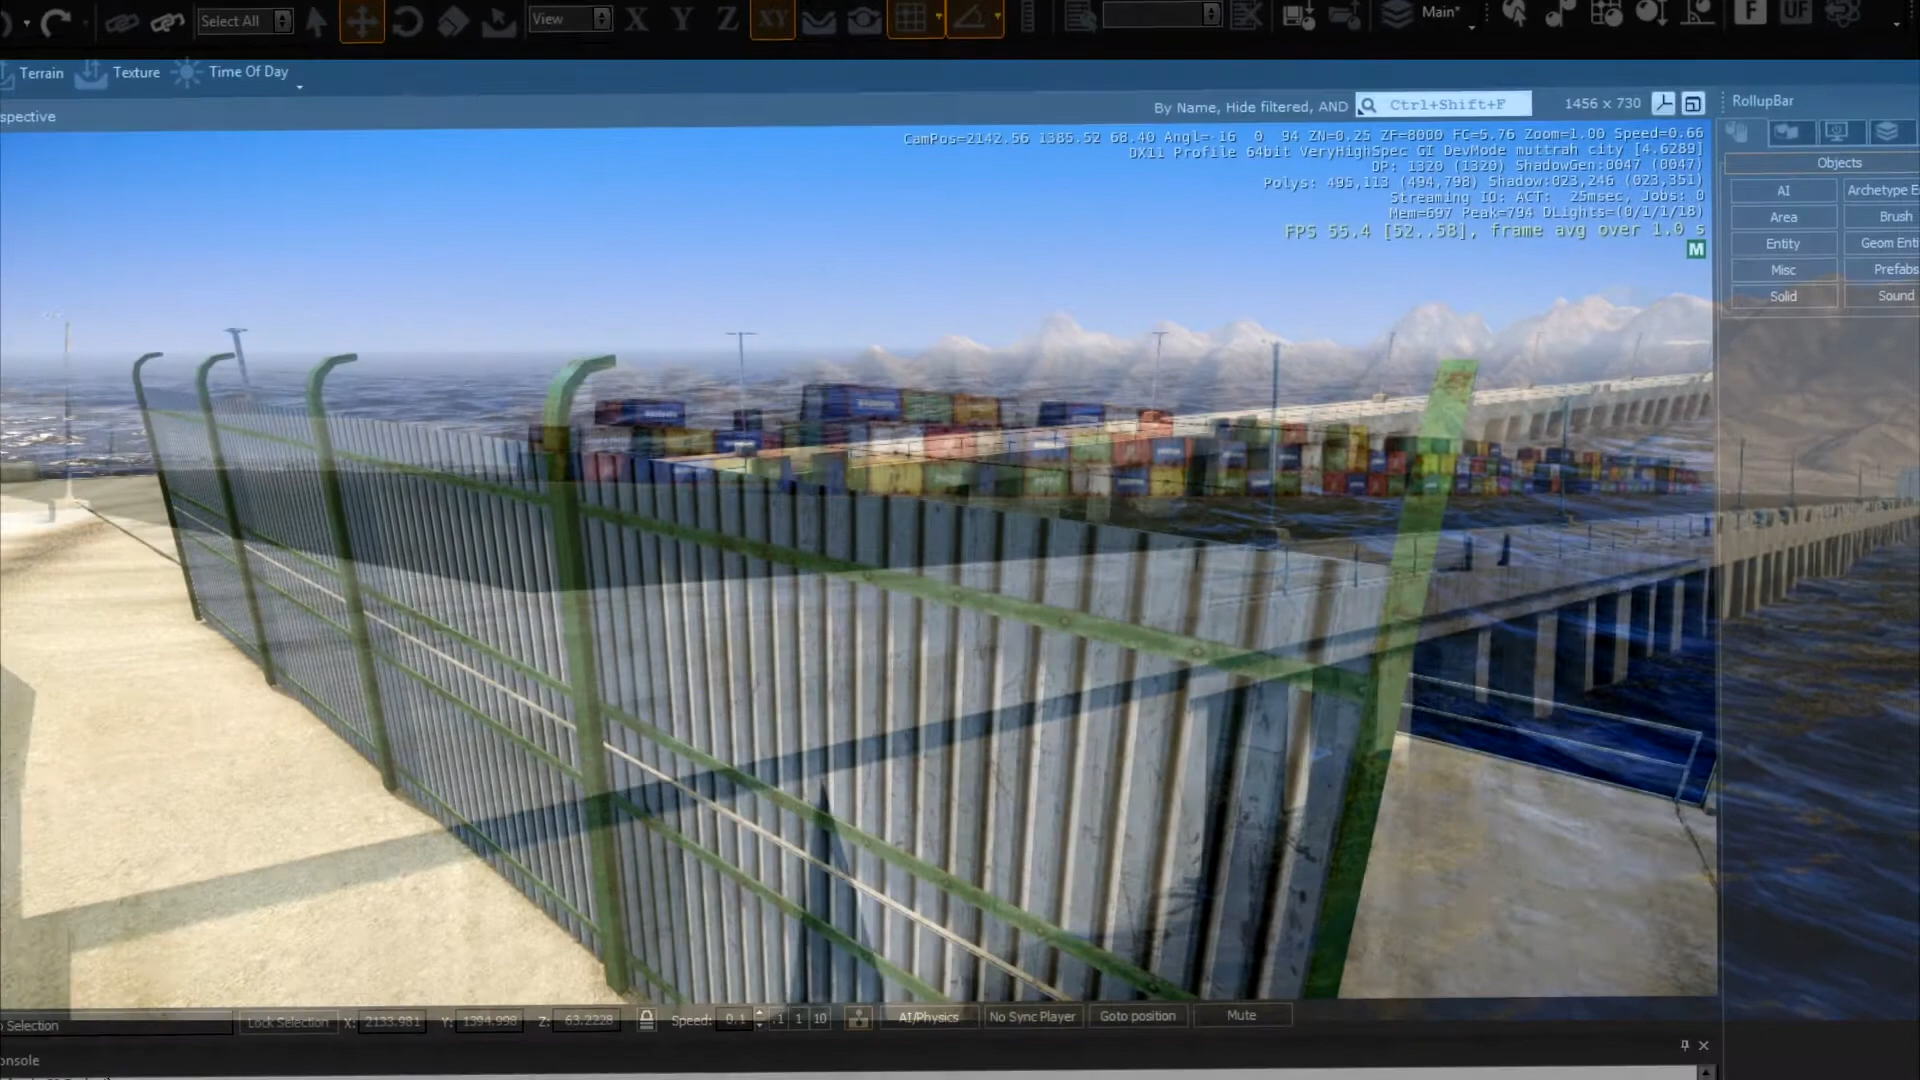 Select All
View
X Y Z XY
Main*
F
UF
Terrain
Texture
Time Of Day
By Name, Hide filtered, AND
Ctrl+Shift+F
1456 x 730
RollupBar
spective
CamPos=2142.56 1385.52 68.40 Angl=-16 0 94 ZN=0.25 ZF=8000 FC=5.76 Zoom=1.00 Speed=0.66
DX11 Profile 64bit VeryHighSpec GI DevMode muttrah city [4.6289]
DP: 1320 (1320) ShadowGen:0047 (0047)
Polys: 495,113 (494,798) Shadow:023,246 (023,351)
Streaming IO: ACT: 25msec, Jobs: 0
Mem=697 Peak=794 DLights=(0/1/1/18)
FPS 55.4 [52..58], frame avg over 1.0 s
M
Objects
AI
Archetype E
Area
Brush
Entity
Geom Enti
Misc
Prefabs
Solid
Sound
Selection
Lock Selection
X: 2133.981
Y: 1394.998
Z: 63.2228
Speed: 0.1
.1 1 10
AI/Physics
No Sync Player
Goto position
Mute
onsole